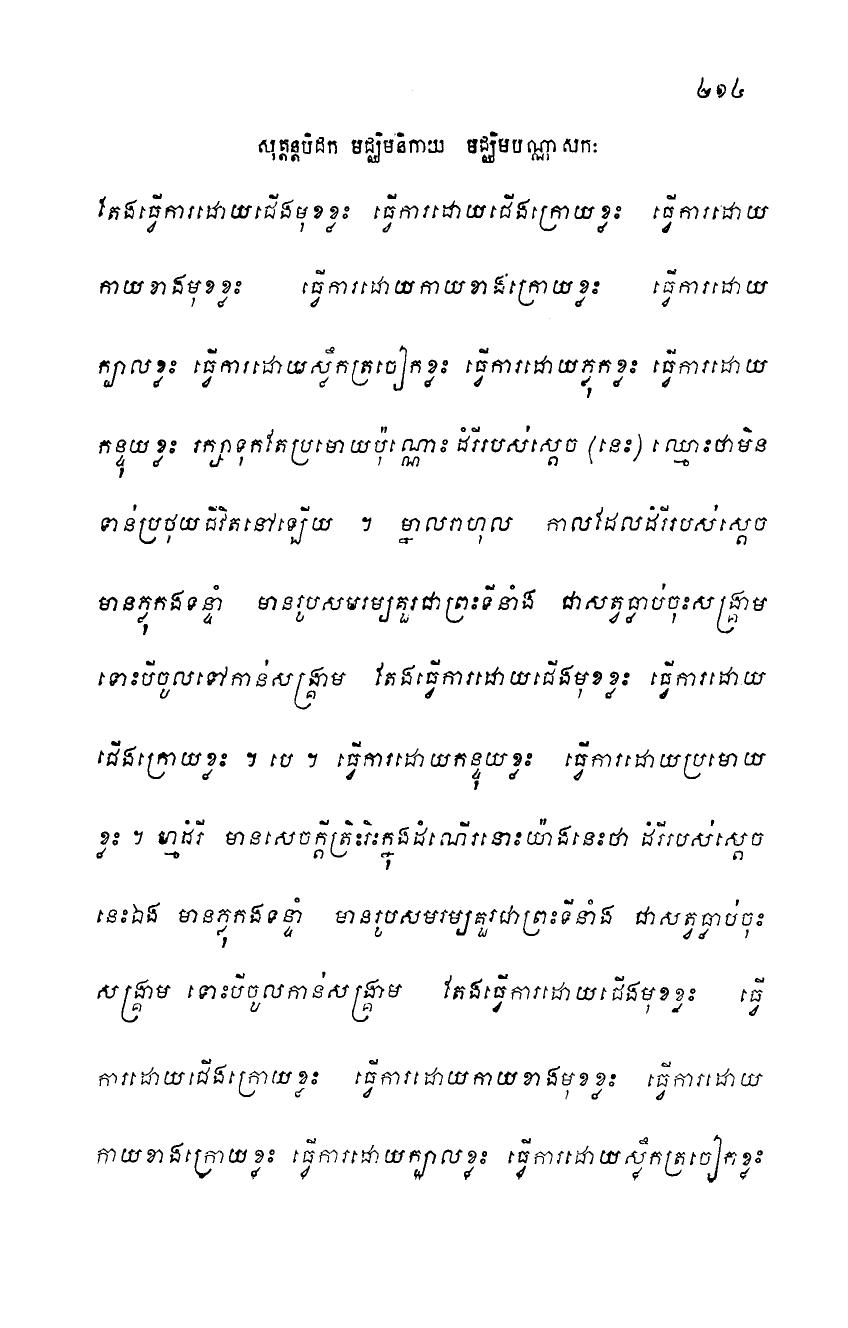 ២១៤
សុត្តន្តបិដក មជ្ឈិមនិកាយ មជ្ឈិមបណ្ណាសកៈ
តែងធ្វើការដោយជើងមុខខ្លះ ធ្វើការដោយជើងក្រោយខ្លះ ធ្វើការដោយ
កាយខាងមុខខ្លះ ធ្វើការដោយកាយខាងក្រោយខ្លះ ធ្វើការដោយ
ក្បាលខ្លះ ធ្វើការដោយស្លឹកត្រចៀកខ្លះ ធ្វើការដោយភ្លុកខ្លះ ធ្វើការដោយ
កន្ទុយខ្លះ រក្សាទុកតែប្រមោយប៉ុណ្ណោះ ដំរីរបស់ស្តេច (នេះ) ឈ្មោះថាមិន
ទាន់ប្រថុយជីវិតនៅឡើយ ។ ម្នាលរាហុល កាលដែលដំរីរបស់ស្តេច
មានភ្លុកងទន្ទាំ មានរូបសមរម្យគួរជាព្រះទីនាំង ជាសត្វធ្លាប់ចុះសង្គ្រាម
ទោះបីចូលទៅកាន់សង្គ្រាម តែងធ្វើការដោយជើងមុខខ្លះ ធ្វើការដោយ
ជើងក្រោយខ្លះ ។ បេ ។ ធ្វើការដោយកន្ទុយខ្លះ ធ្វើការដោយប្រមោយ
ខ្លះ ។ ហ្មដំរី មានសេចក្តីត្រិះរិះក្នុងដំណើរនោះយ៉ាងនេះថា ដំរីរបស់ស្តេច
នេះឯង មានភ្លុកងទន្ទាំ មានរូបសមរម្យគួរជាព្រះទីនាំង ជាសត្វធ្លាប់ចុះ
សង្គ្រាម ទោះបីចូលកាន់សង្គ្រាម តែងធ្វើការដោយជើងមុខខ្លះ ធ្វើ
ការដោយជើងក្រោយខ្លះ ធ្វើការដោយកាយខាងមុខខ្លះ ធ្វើការដោយ
កាយខាងក្រោយខ្លះ ធ្វើការដោយក្បាលខ្លះ ធ្វើការដោយស្លឹកត្រចៀកខ្លះ